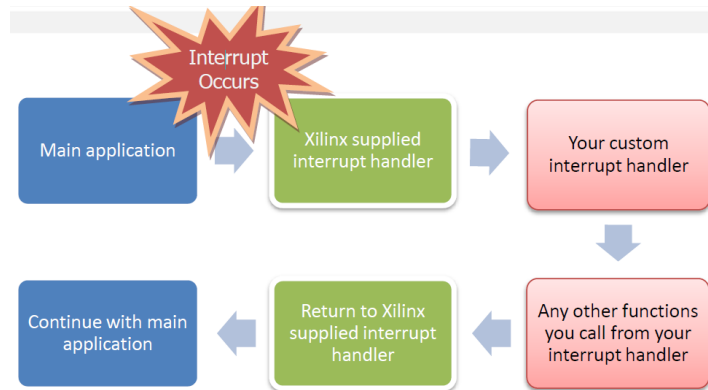 Interrupt
Occurs
Main application
Xilinx supplied
interrupt handler
Your custom
interrupt handler
Continue with main
application
Return to Xilinx
supplied interrupt
handler
Any other functions
you call from your
interrupt handler